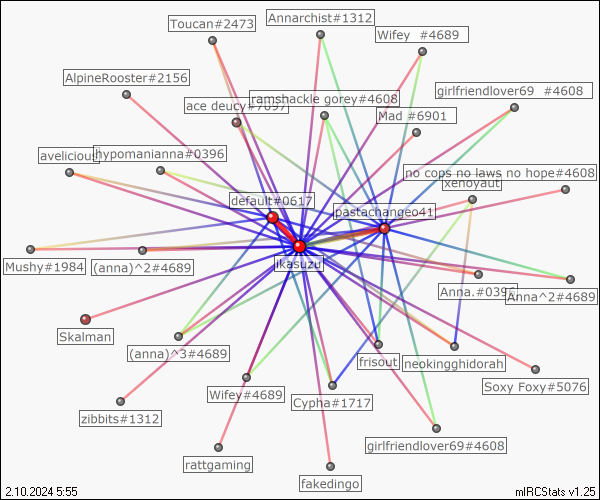 Toucan#2473
Annarchist#1312
Wifey #4689
AlpineRooster#2156
girlfriendlover69 #4608
ace deucy#7057
ramshackle gorey#4608
Mad #6901
avelicious
hypomanianna#0396
no cops no laws no hope#4608
xenoyaut
default#0617
pastachangeo41
ikasuzu
Mushy#1984
(anna)^2#4689
Anna.#0396
Anna^2#4689
Skalman
(anna)^3#4689
frisout
neokingghidorah
Soxy Foxy#5076
Wifey#4689
Cypha#1717
zibbits#1312
girlfriendlover69#4608
rattgaming
fakedingo
2.10.2024 5:55
mIRCStats v1.25